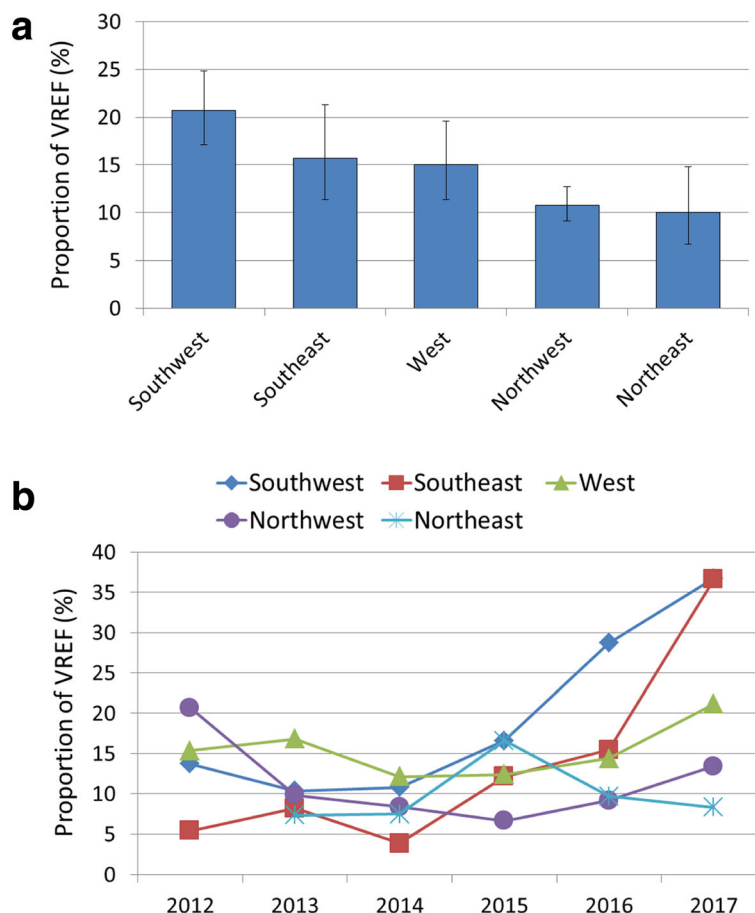 a
Proportion of VREF (%)
30
25
20
15
10
5
0
Southwest
Southeast
West
Northwest
Northeast
b
Southwest Southeast West
Northwest Northeast
Proportion of VREF (%)
40
35
30
25
20
15
10
5
0
2012 2013 2014 2015 2016 2017